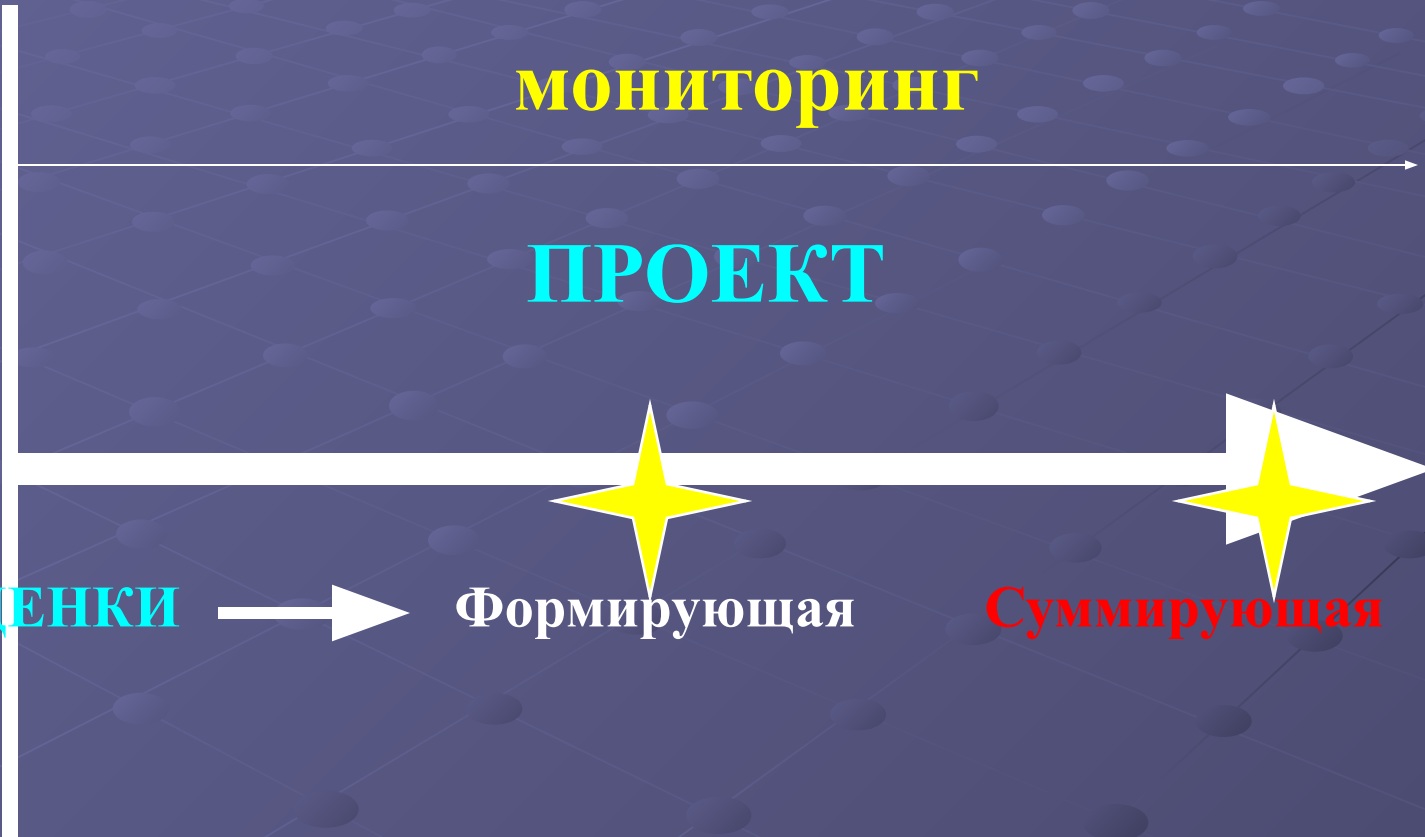 мониторинг
ПРОЕКТ
ЕНКИ Формирующая Суммирующая